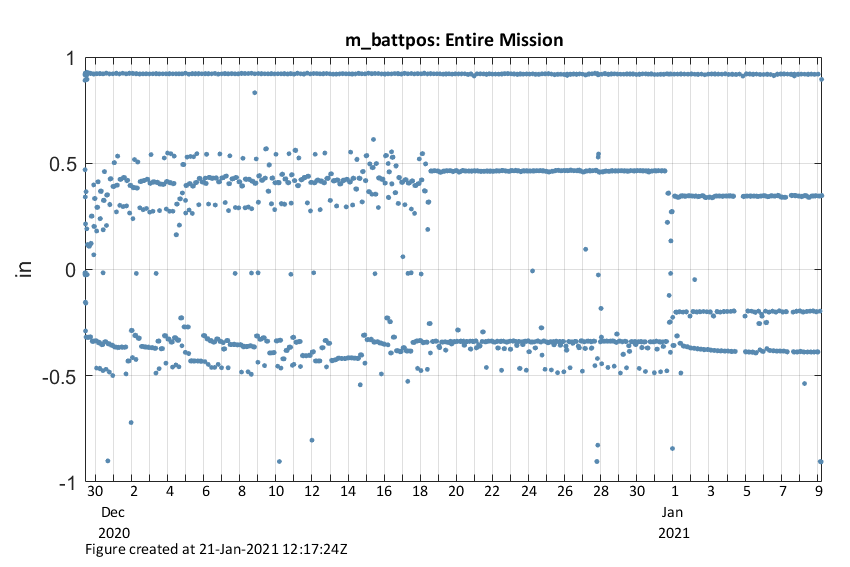 m_battpos: Entire Mission
1
0.5
0
-0.5
-1
in
30 2 4 6 8 10 12 14 16 18 20 22 24 26 28 30 1 3 5 7 9
Dec Jan
2020 2021
Figure created at 21-Jan-2021 12:17:24Z